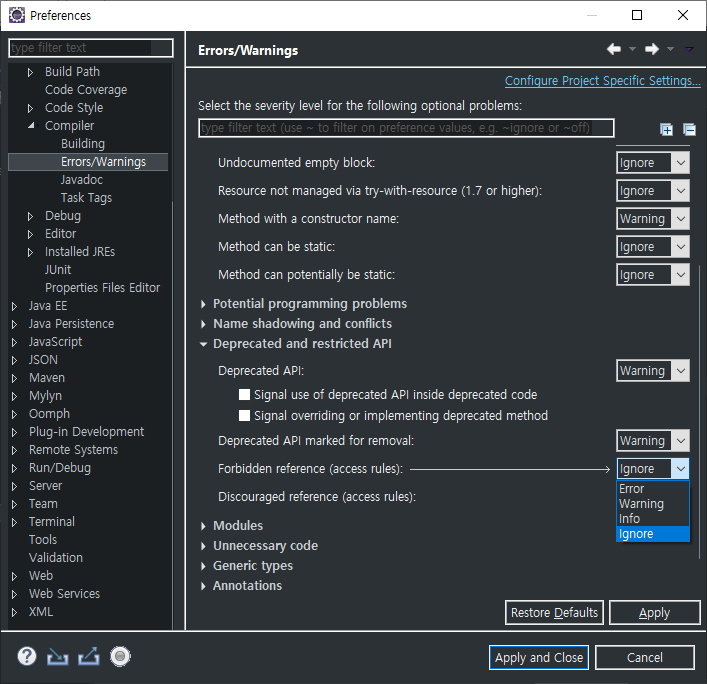 Preferences
type filter text
Build Path
Code Coverage
Code Style
Compiler
Building
Errors/Warnings
Javadoc
Task Tags
Debug
Editor
Installed JREs
JUnit
Properties Files Editor
Java EE
Java Persistence
JavaScript
JSON
Maven
Mylyn
Oomph
Plug-in Development
Remote Systems
Run/Debug
Server
Team
Terminal
Tools
Validation
Web
Web Services
XML
Errors/Warnings
Configure Project Specific Settings...
Select the severity level for the following optional problems:
type filter text (use ~ to filter on preference values, e.g. ~ignore or ~off)
Undocumented empty block: Ignore
Resource not managed via try-with-resource (1.7 or higher): Ignore
Method with a constructor name: Warning
Method can be static: Ignore
Method can potentially be static: Ignore
Potential programming problems
Name shadowing and conflicts
Deprecated and restricted API
Deprecated API: Warning
Signal use of deprecated API inside deprecated code
Signal overriding or implementing deprecated method
Deprecated API marked for removal: Warning
Forbidden reference (access rules): Ignore
Error
Discouraged reference (access rules): Warning
Info
Ignore
Modules
Unnecessary code
Generic types
Annotations
Restore Defaults Apply
Apply and Close Cancel